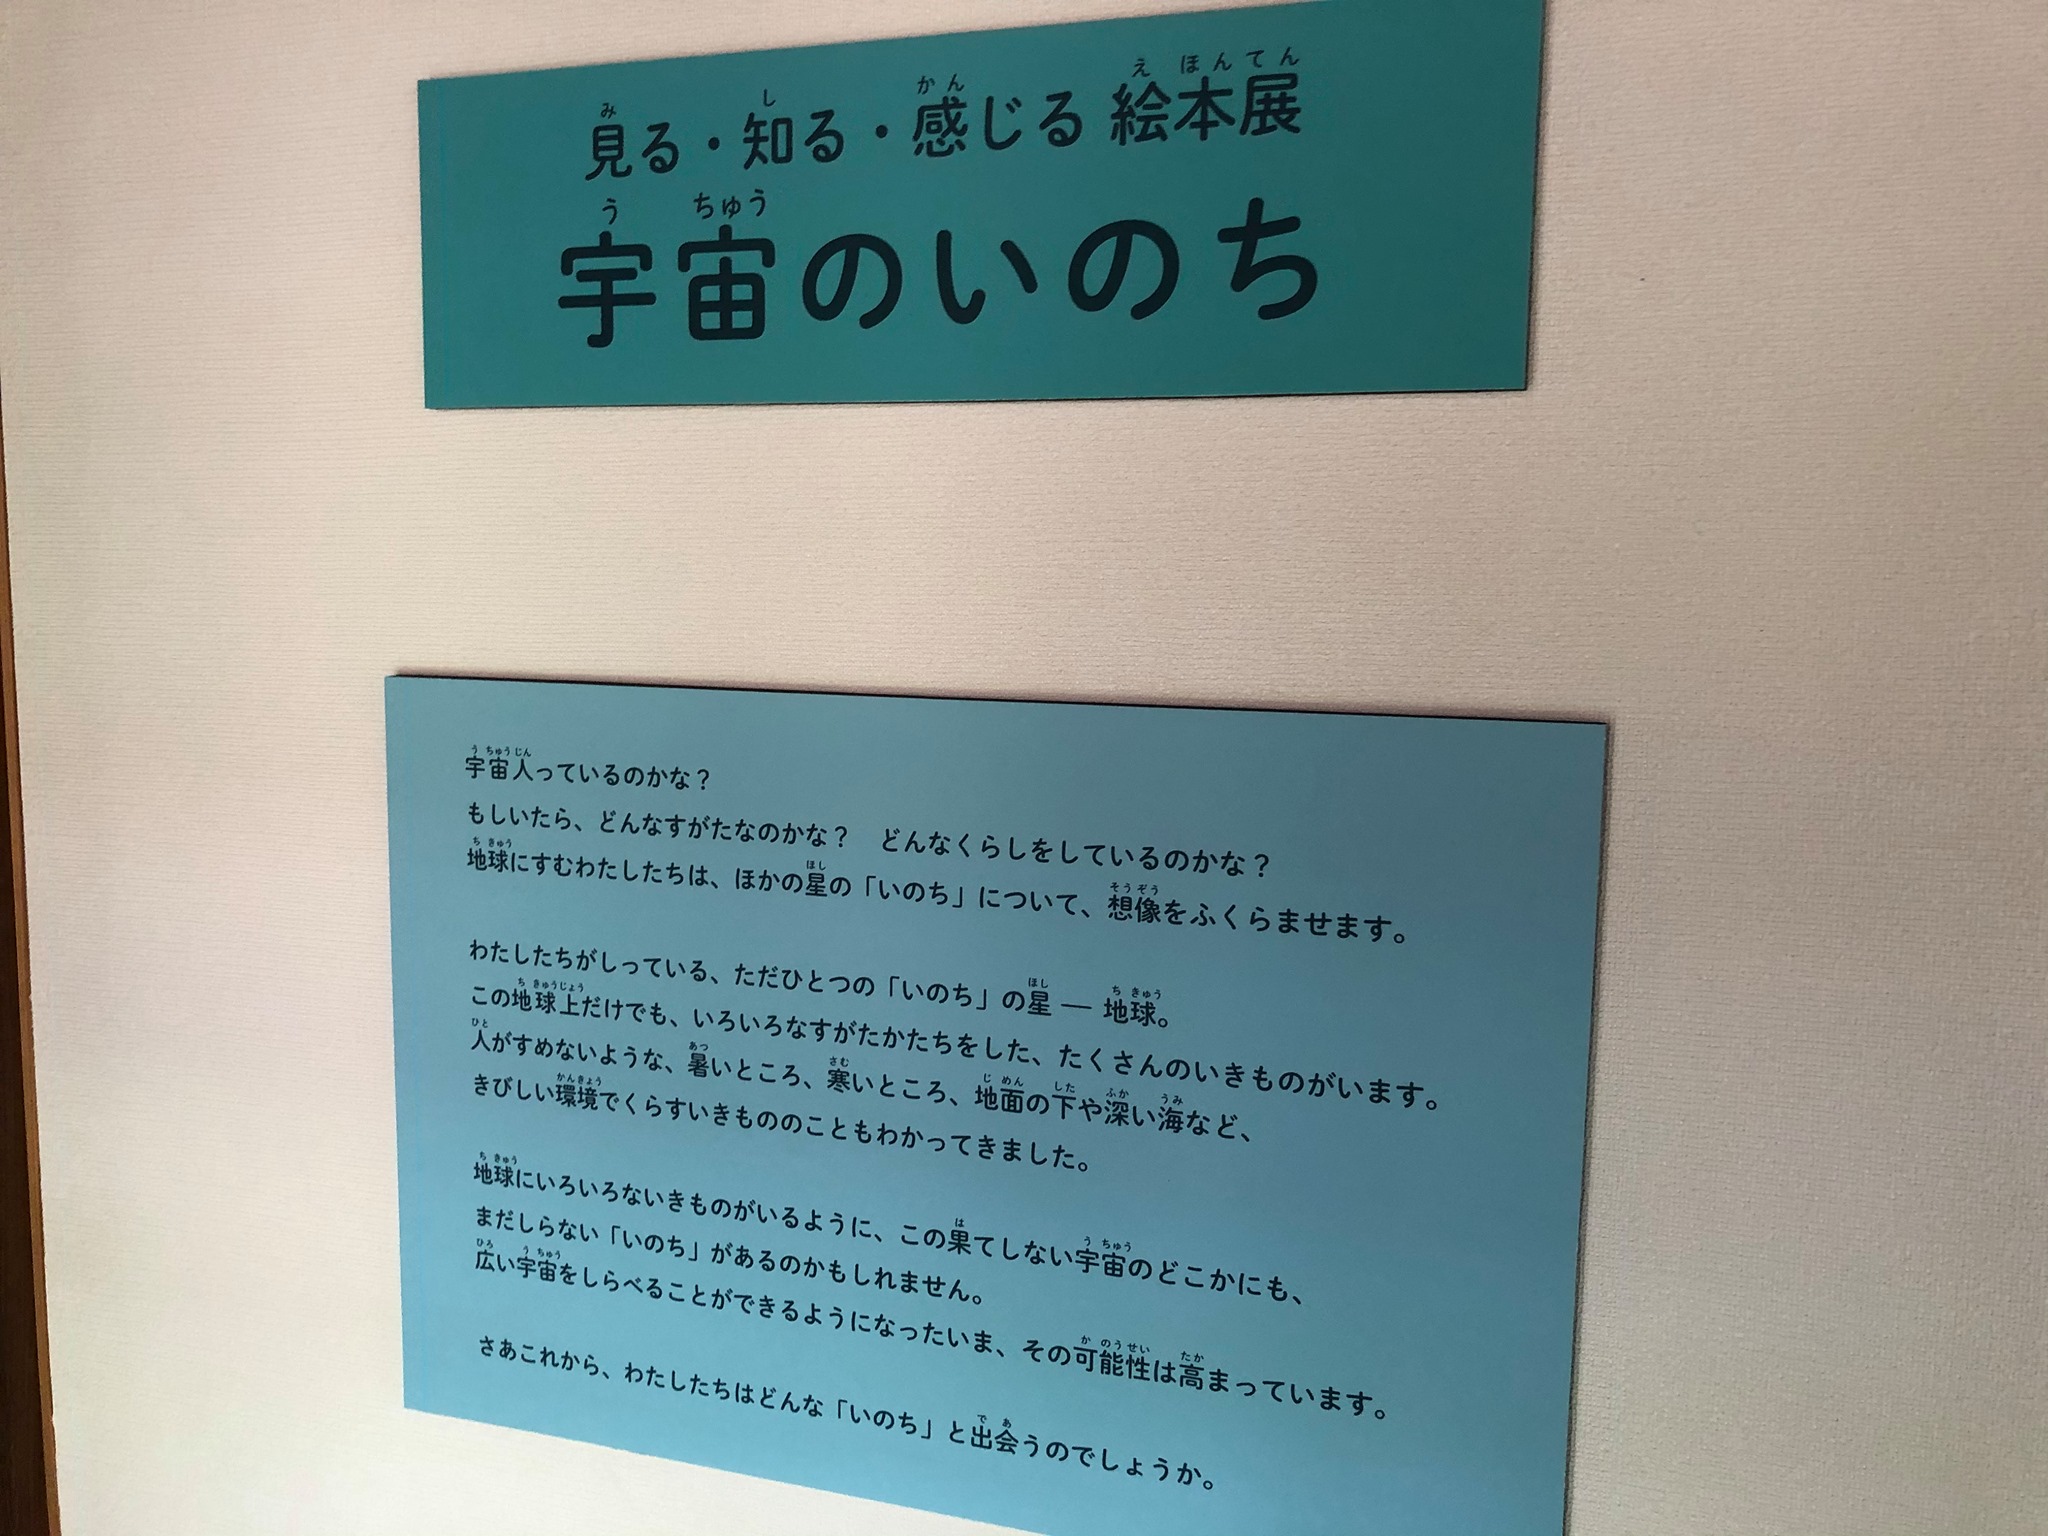 見る・知る・感じる 絵本展
宇宙のいのち
宇宙人っているのかな？
もしいたら、どんなすがたなのかな？　どんなくらしをしているのかな？
地球にすむわたしたちは、ほかの星の「いのち」について、想像をふくらませます。
わたしたちがしっている、ただひとつの「いのち」の星 ― 地球。
この地球上だけでも、いろいろなすがたかたちをした、たくさんのいきものがいます。
人がすめないような、暑いところ、寒いところ、地面の下や深い海など、
きびしい環境でくらすいきもののこともわかってきました。
地球にいろいろないきものがいるように、この果てしない宇宙のどこかにも、
まだしらない「いのち」があるのかもしれません。
広い宇宙をしらべることができるようになったいま、その可能性は高まっています。
さあこれから、わたしたちはどんな「いのち」と出会うのでしょうか。